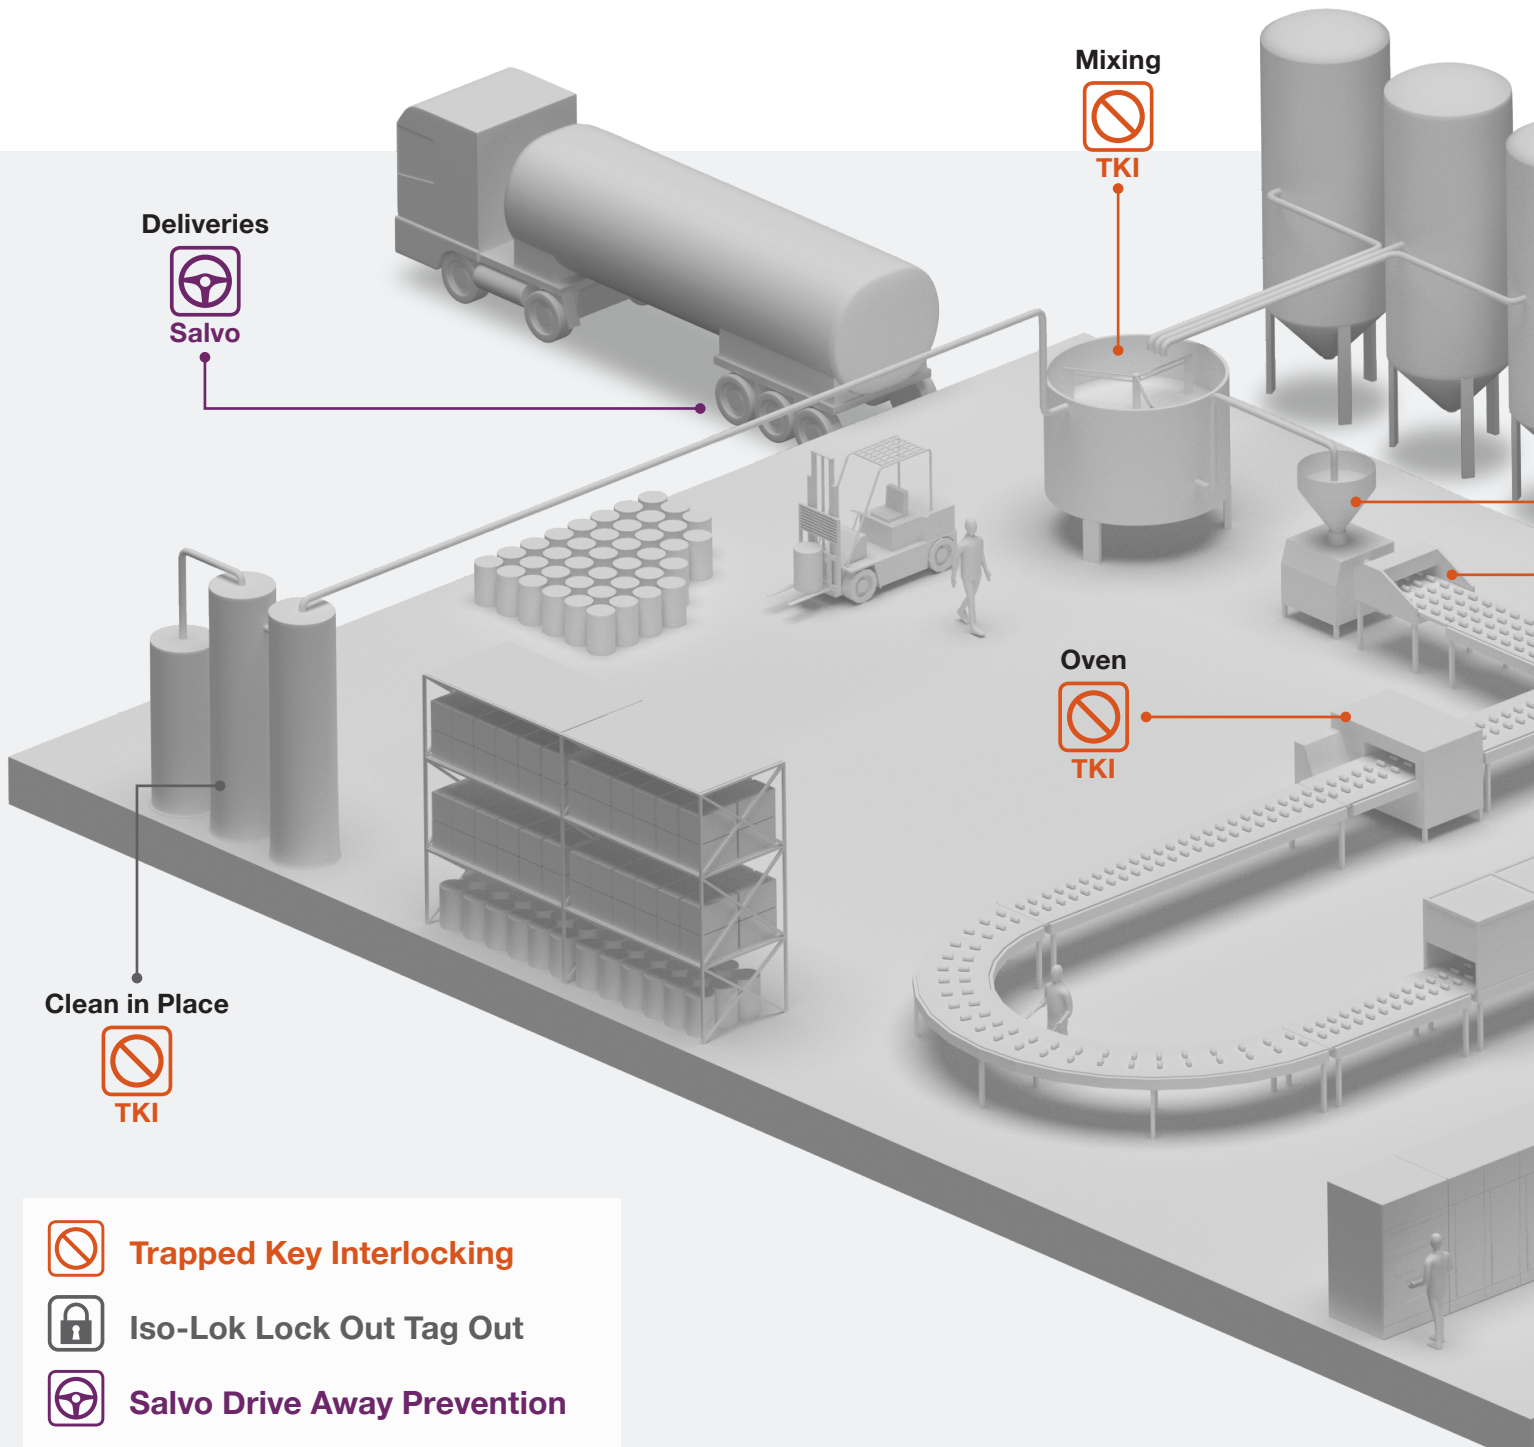 Mixing
TKI
Deliveries
Salvo
Oven
TKI
Clean in Place
TKI
Trapped Key Interlocking
Iso-Lok Lock Out Tag Out
Salvo Drive Away Prevention